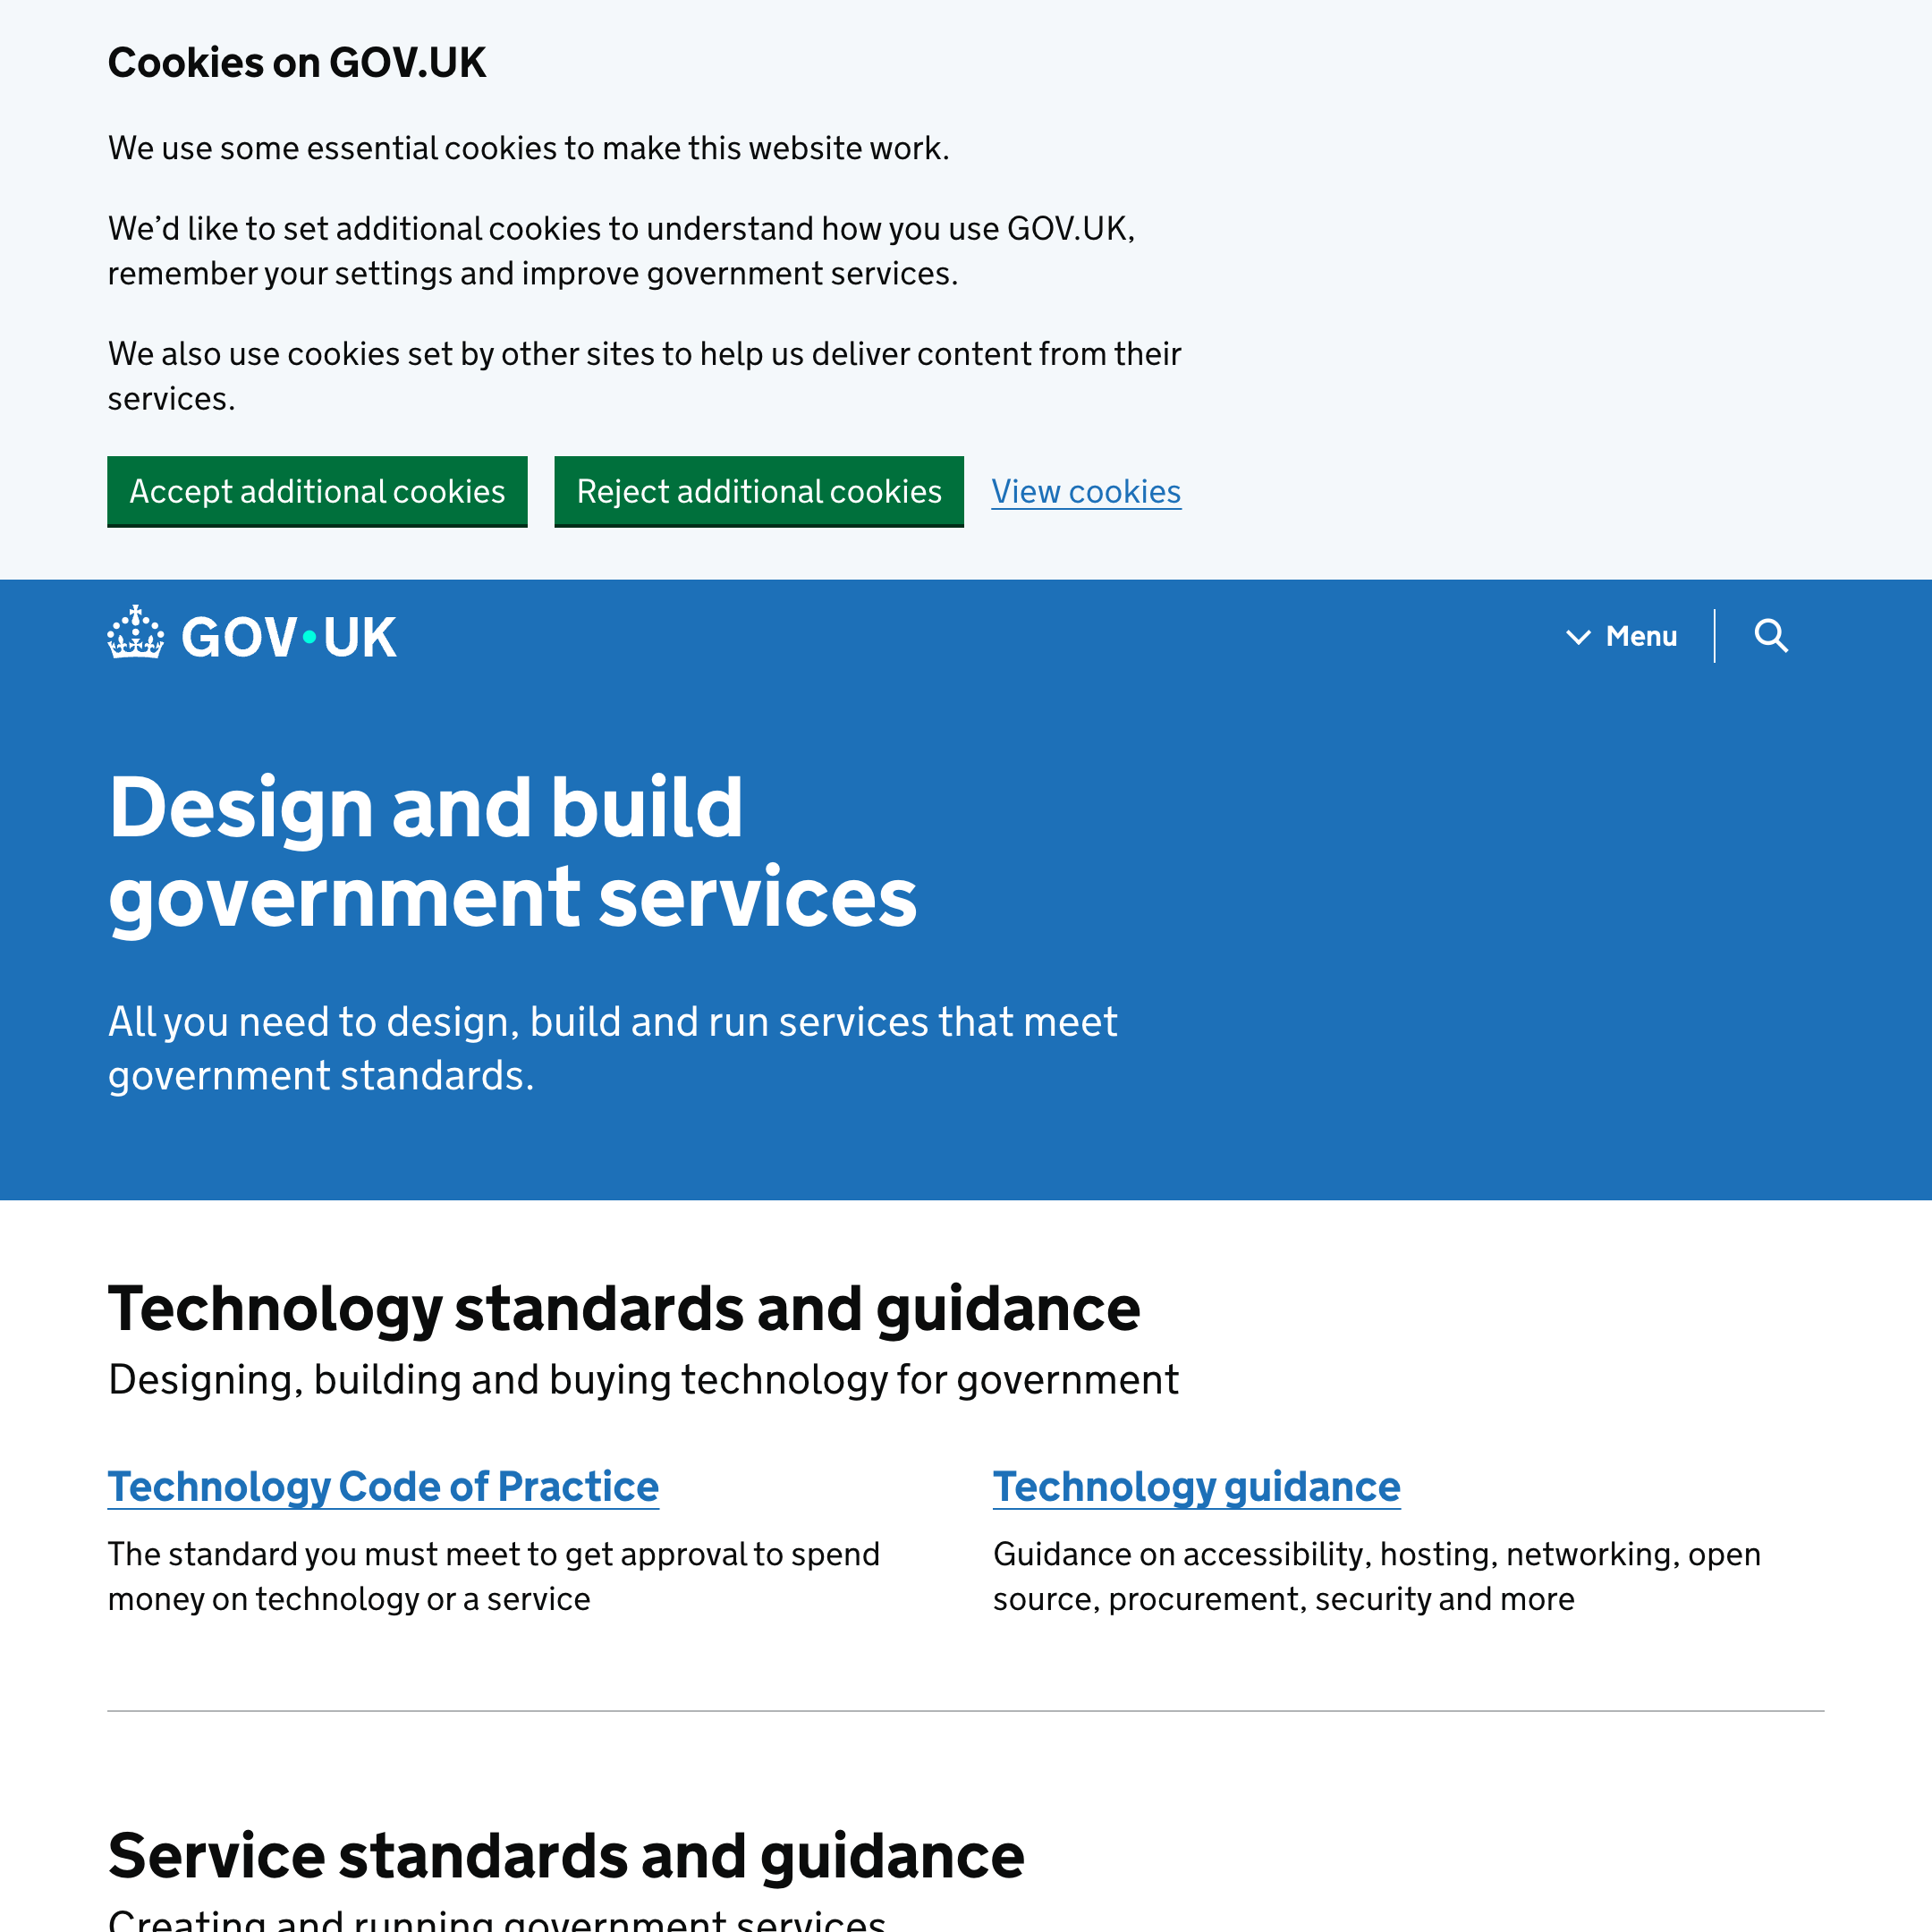 Cookies on GOV.UK
We use some essential cookies to make this website work.
We’d like to set additional cookies to understand how you use GOV.UK,
remember your settings and improve government services.
We also use cookies set by other sites to help us deliver content from their
services.
Accept additional cookies
Reject additional cookies
View cookies
GOV·UK
Menu
Design and build
government services
All you need to design, build and run services that meet
government standards.
Technology standards and guidance
Designing, building and buying technology for government
Technology Code of Practice
The standard you must meet to get approval to spend
money on technology or a service
Technology guidance
Guidance on accessibility, hosting, networking, open
source, procurement, security and more
Service standards and guidance
Creating and running government services